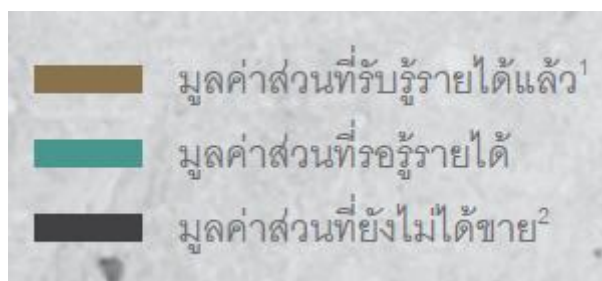 มูลค่าส่วนที่รับรู้รายได้แล้ว¹
มูลค่าส่วนที่รอรู้รายได้
มูลค่าส่วนที่ยังไม่ได้ขาย²